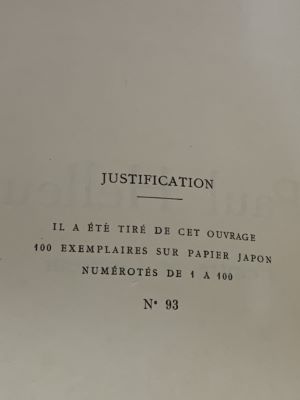 JUSTIFICATION
IL A ÉTÉ TIRÉ DE CET OUVRAGE
100 EXEMPLAIRES SUR PAPIER JAPON
NUMÉROTÉS DE 1 A 100
N° 93